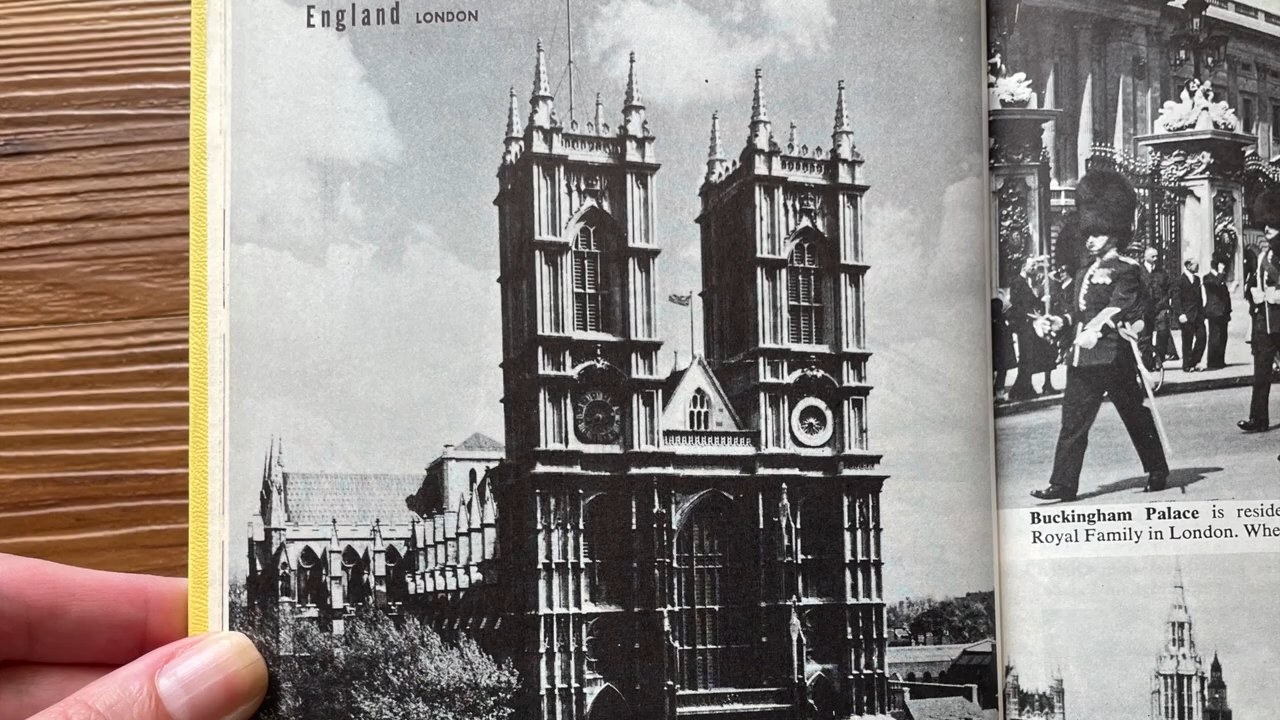 England LONDON
Buckingham Palace is reside
Royal Family in London. Whe